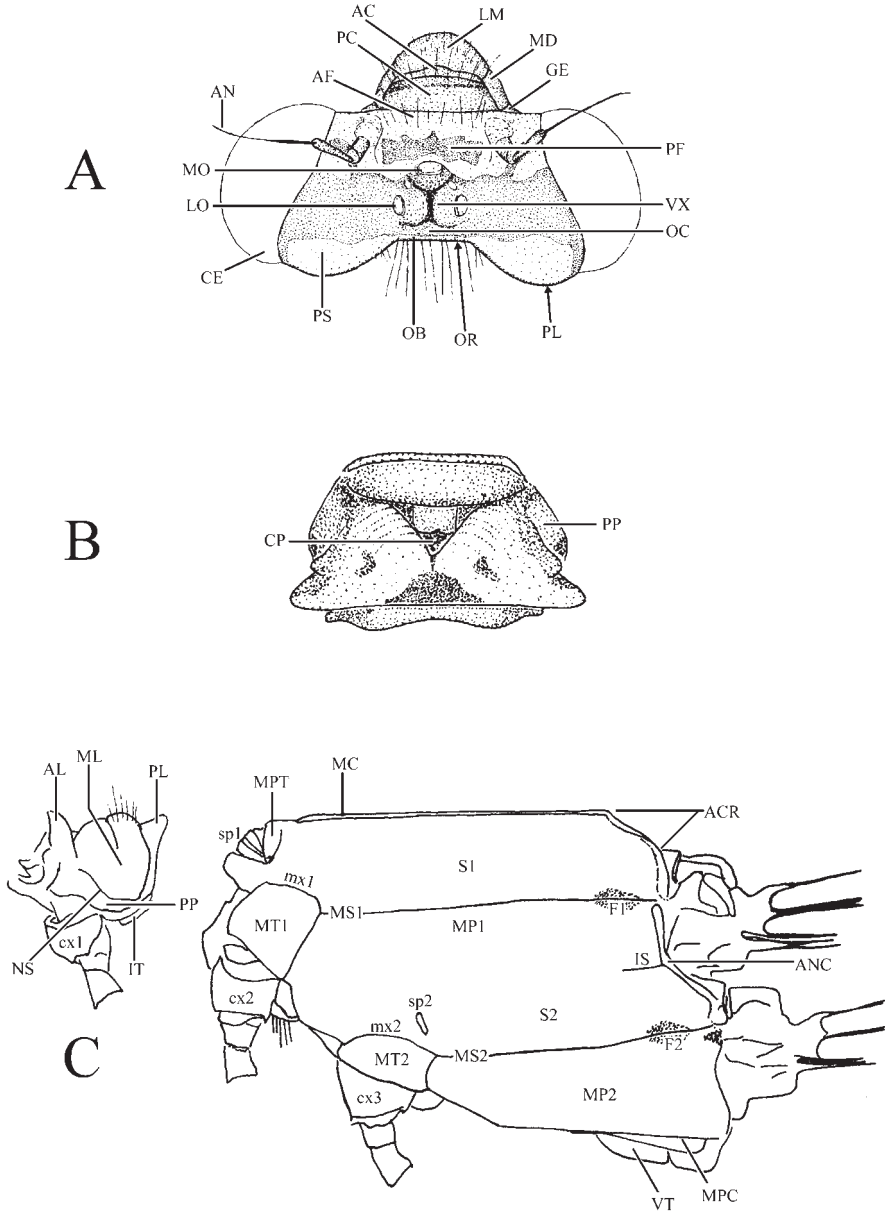 AC
LM
PC
MD
AF
GE
AN
PF
A
MO
LO
VX
OC
CE
PS
OB
OR
PL
B
PP
CP
ML
AL
PL
MPT
MC
ACR
sp1
S1
mx1
PP
MT1
MS1
MP1
F1
cx1
NS
IT
IS
ANC
cx2
sp2
S2
mx2
C
MT2
MS2
F2
cx3
MP2
VT
MPC